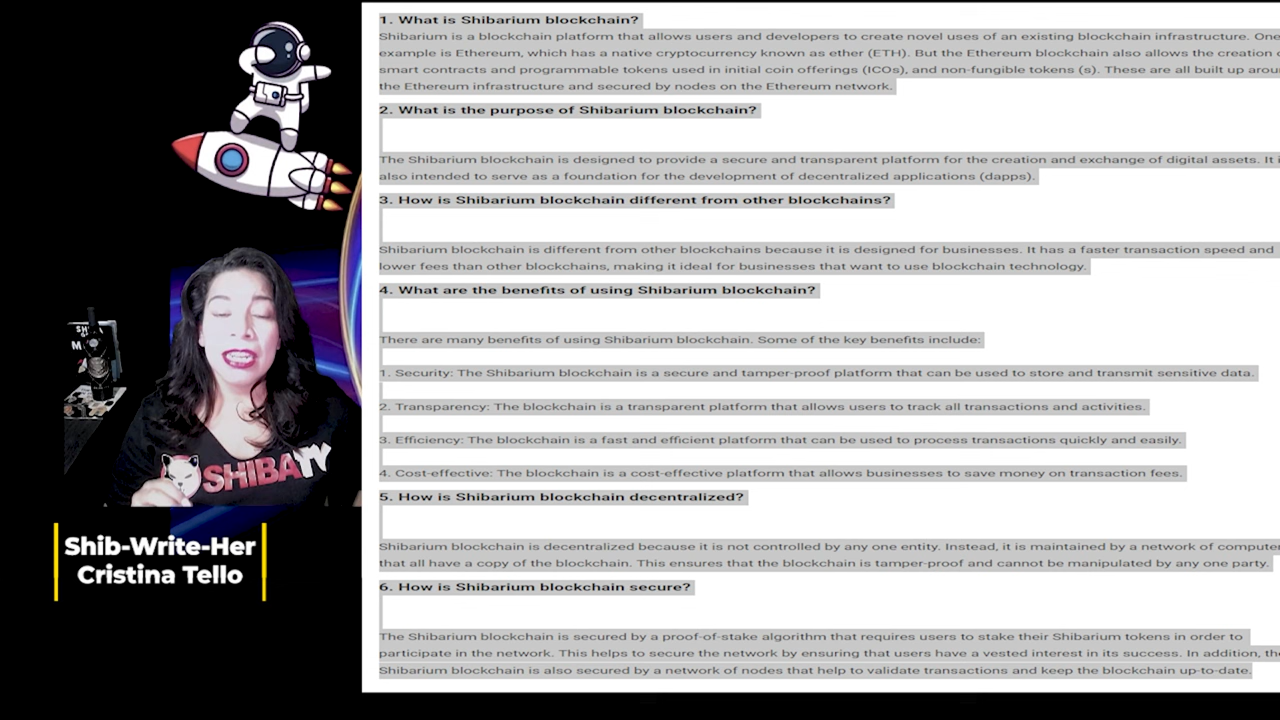 1. What is Shibarium blockchain?
Shibarium is a blockchain platform that allows users and developers to create novel uses of an existing blockchain infrastructure. One
example is Ethereum, which has a native cryptocurrency known as ether (ETH). But the Ethereum blockchain also allows the creation
smart contracts and programmable tokens used in initial coin offerings (ICOs), and non-fungible tokens (s). These are all built up
the Ethereum infrastructure and secured by nodes on the Ethereum network.
2. What is the purpose of Shibarium blockchain?
The Shibarium blockchain is designed to provide a secure and transparent platform for the creation and exchange of digital assets. It
also intended to serve as a foundation for the development of decentralized applications (dapps).
3. How is Shibarium blockchain different from other blockchains?
Shibarium blockchain is different from other blockchains because it is designed for businesses. It has a faster transaction speed and
lower fees than other blockchains, making it ideal for businesses that want to use blockchain technology.
4. What are the benefits of using Shibarium blockchain?
There are many benefits of using Shibarium blockchain. Some of the key benefits include:
1. Security: The Shibarium blockchain is a secure and tamper-proof platform that can be used to store and transmit sensitive data.
2. Transparency: The blockchain is a transparent platform that allows users to track all transactions and activities.
3. Efficiency: The blockchain is a fast and efficient platform that can be used to process transactions quickly and easily.
4. Cost-effective: The blockchain is a cost-effective platform that allows businesses to save money on transaction fees.
5. How is Shibarium blockchain decentralized?
Shibarium blockchain is decentralized because it is not controlled by any one entity. Instead, it is maintained by a network of
that all have a copy of the blockchain. This ensures that the blockchain is tamper-proof and cannot be manipulated by any one party.
6. How is Shibarium blockchain secure?
The Shibarium blockchain is secured by a proof-of-stake algorithm that requires users to stake their Shibarium tokens in order to
participate in the network. This helps to secure the network by ensuring that users have a vested interest in its success. In addition, the
Shibarium blockchain is also secured by a network of nodes that help to validate transactions and keep the blockchain up-to-date.
SHIBA
Shib-Write-Her
Cristina Tello